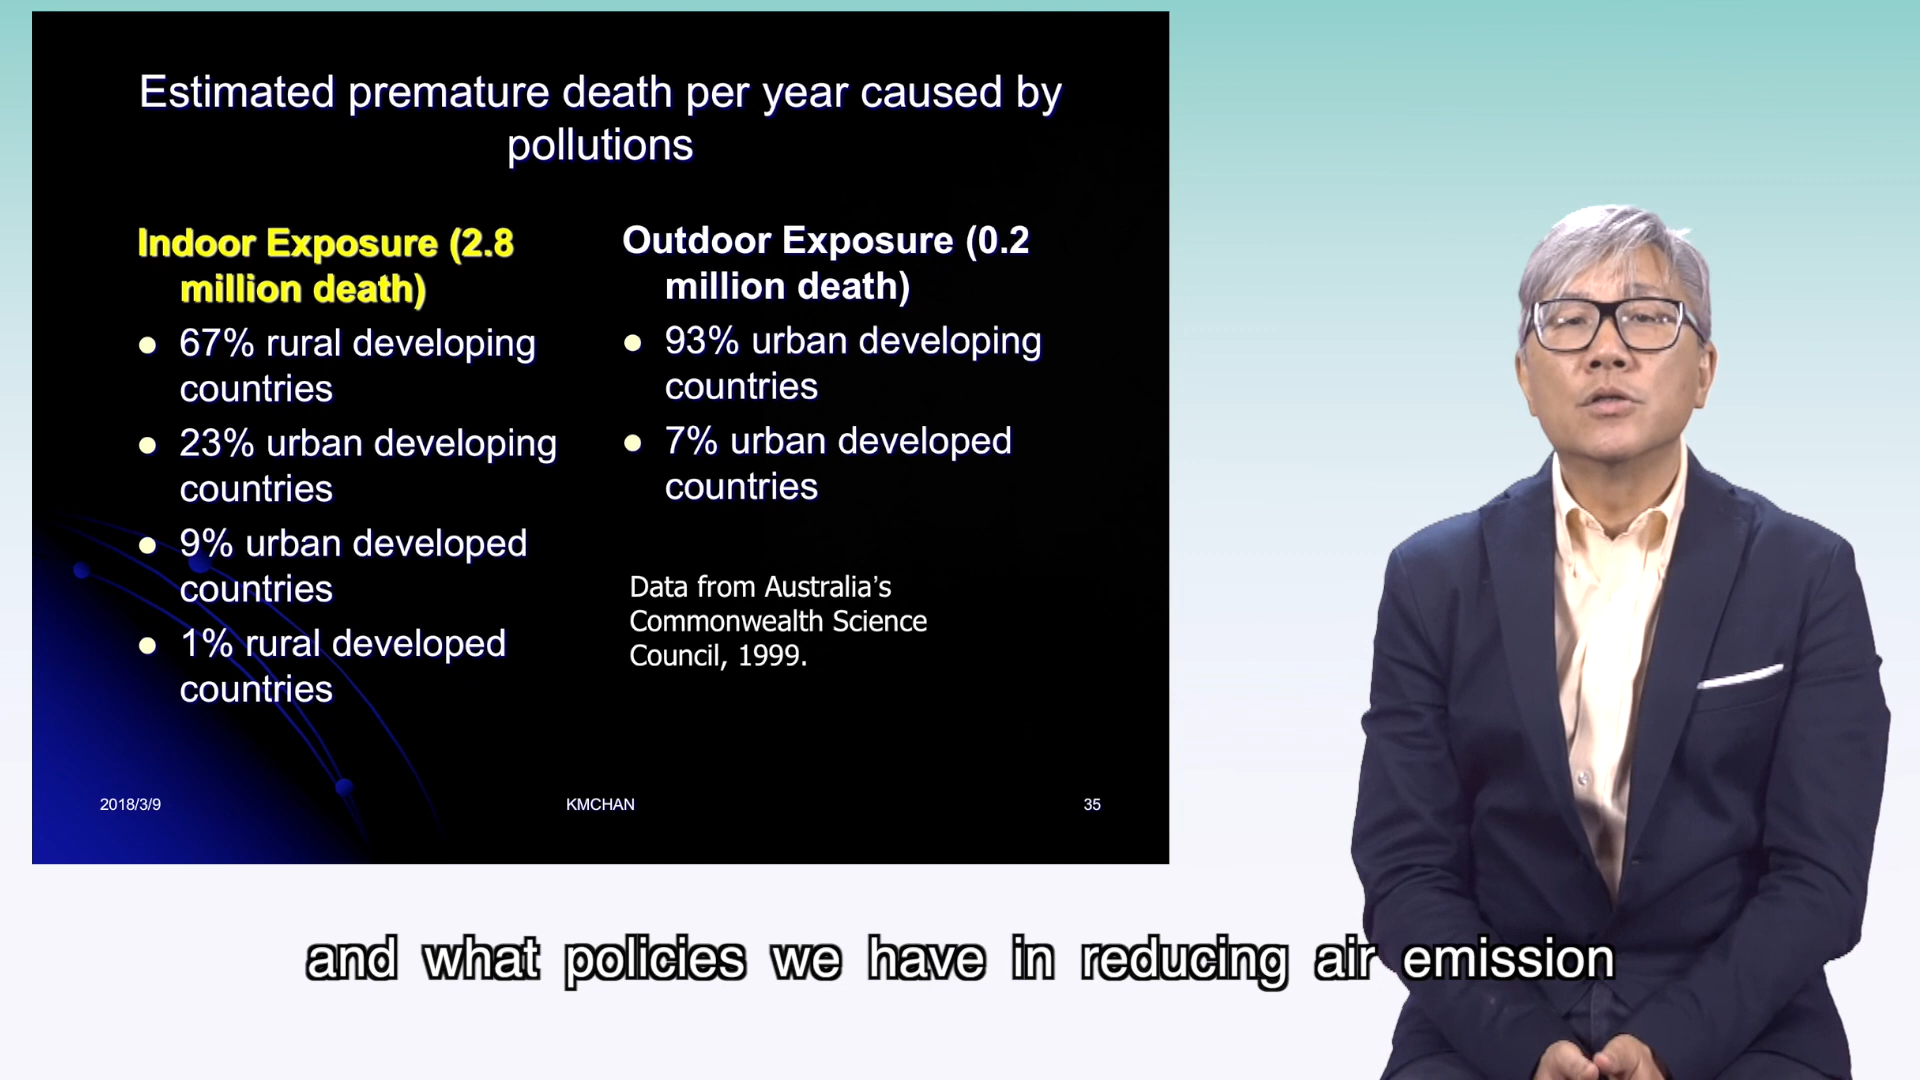 Estimated premature death per year caused by
pollutions
Indoor Exposure (2.8
million death)
● 67% rural developing
countries
● 23% urban developing
countries
● 9% urban developed
countries
● 1% rural developed
countries
Outdoor Exposure (0.2
million death)
● 93% urban developing
countries
● 7% urban developed
countries
Data from Australia’s
Commonwealth Science
Council, 1999.
2018/3/9
KMCHAN
35
and what policies we have in reducing air emission